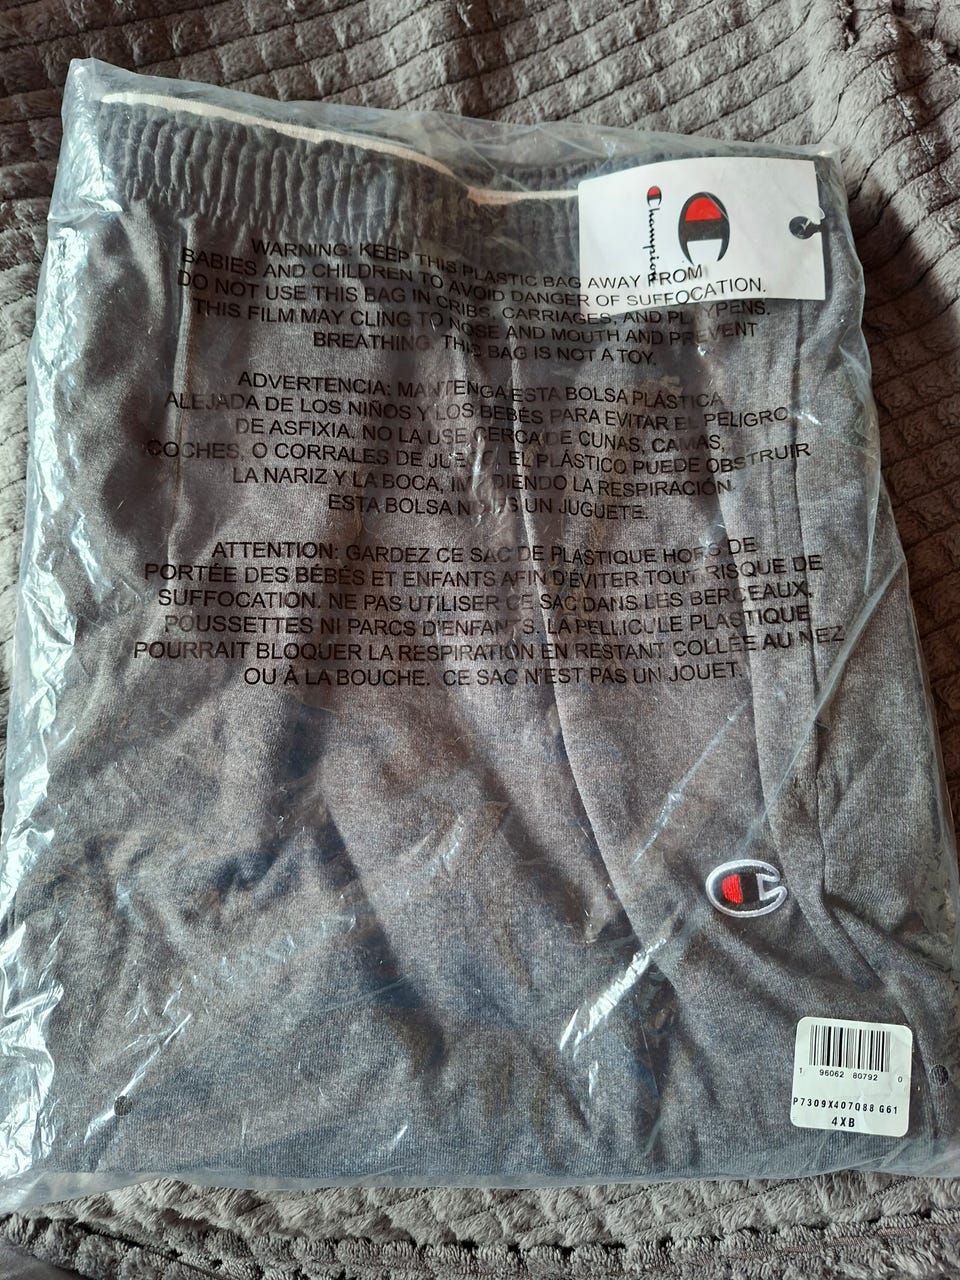 Champion
WARNING: KEEP THIS PLASTIC BAG AWAY FROM
BABIES AND CHILDREN TO AVOID DANGER OF SUFFOCATION.
DO NOT USE THIS BAG IN CRIBS, CARRIAGES, AND PLAYPENS.
THIS FILM MAY CLING TO NOSE AND MOUTH AND PREVENT
BREATHING. THIS BAG IS NOT A TOY.
ADVERTENCIA: MANTENGA ESTA BOLSA PLÁSTICA
ALEJADA DE LOS NIÑOS Y LOS BEBÉS PARA EVITAR EL PELIGRO
DE ASFIXIA. NO LA USE CERCA DE CUNAS, CAMAS,
COCHES, O CORRALES DE JUEGO. EL PLÁSTICO PUEDE OBSTRUIR
LA NARIZ Y LA BOCA, IMPIDIENDO LA RESPIRACIÓN.
ESTA BOLSA NO ES UN JUGUETE.
ATTENTION: GARDEZ CE SAC DE PLASTIQUE HORS DE
PORTÉE DES BÉBÉS ET ENFANTS AFIN D'ÉVITER TOUT RISQUE DE
SUFFOCATION. NE PAS UTILISER CE SAC DANS LES BERCEAUX,
POUSSETTES NI PARCS D'ENFANTS. LA PELLICULE PLASTIQUE
POURRAIT BLOQUER LA RESPIRATION EN RESTANT COLLÉE AU NEZ
OU À LA BOUCHE. CE SAC N'EST PAS UN JOUET.
1 96062 80792 0
P7309X407Q88 G61
4XB